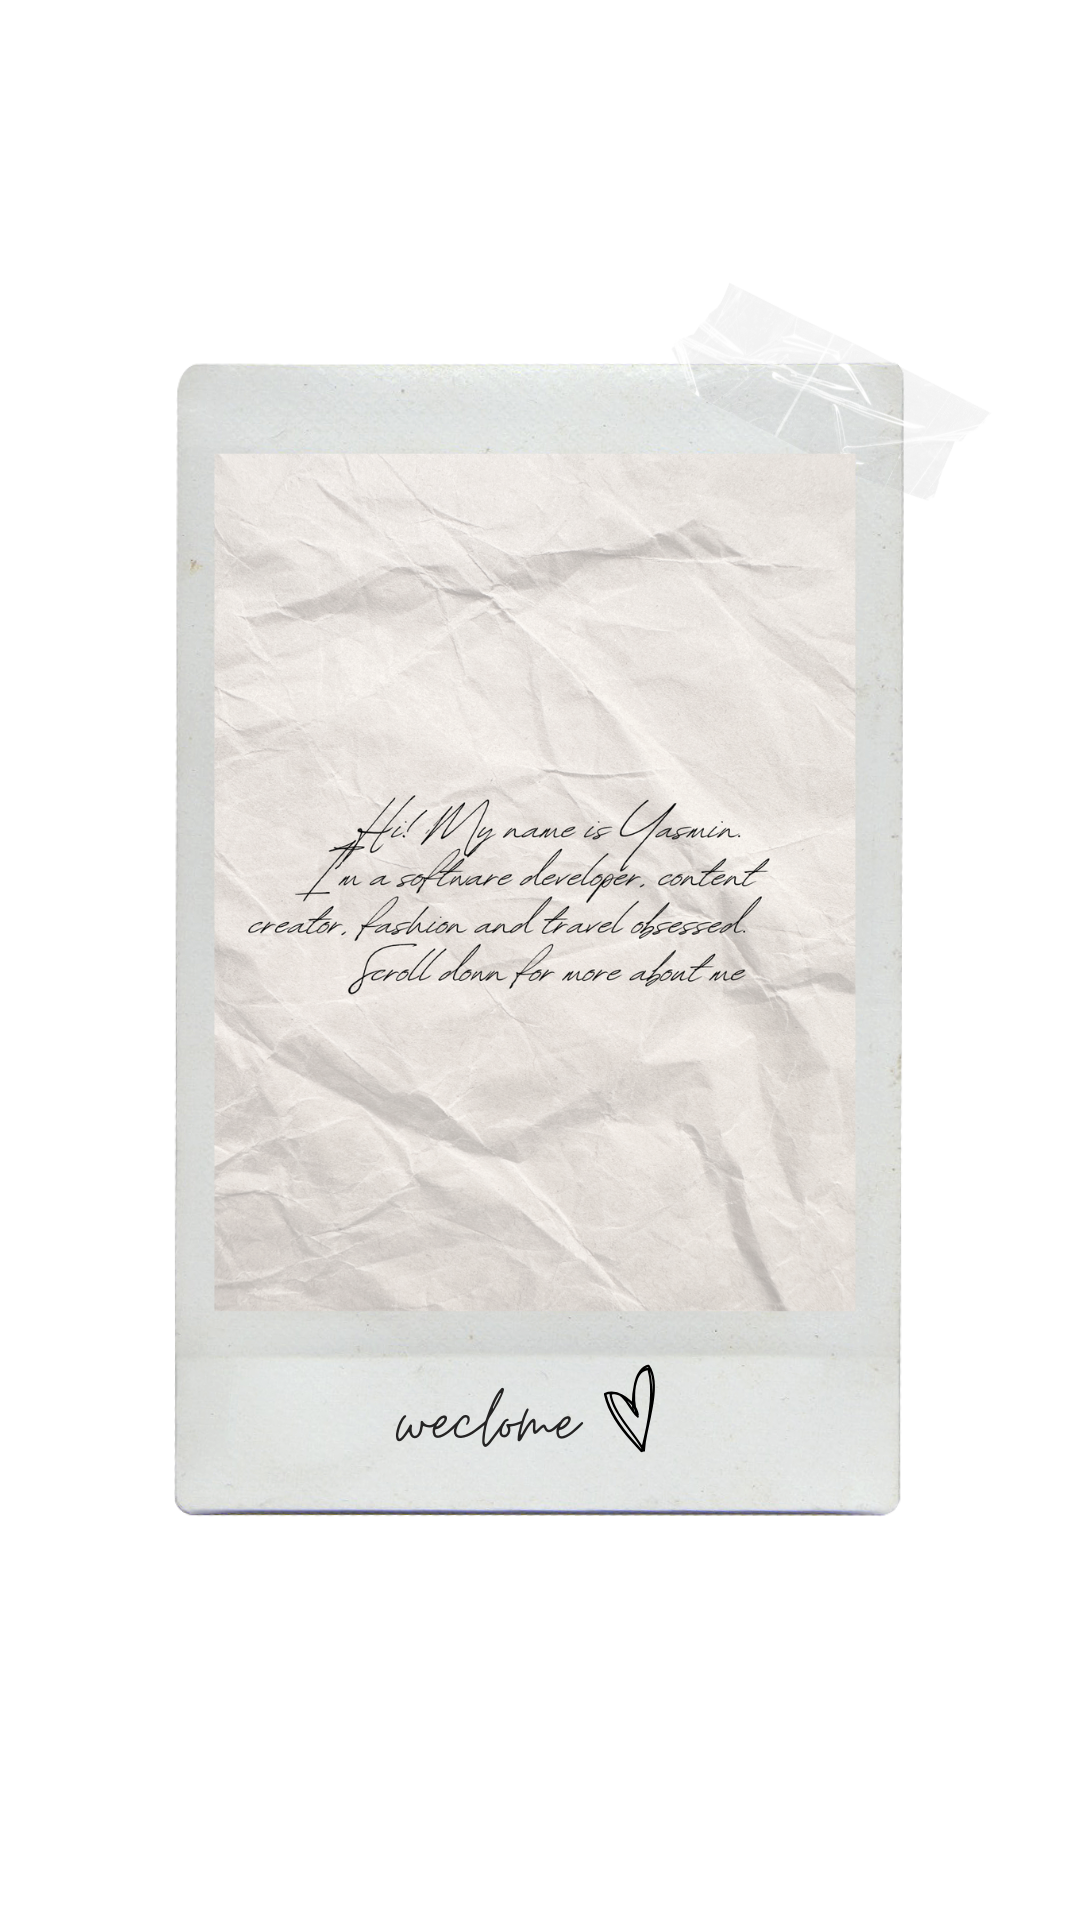 Hi! My name is Yasmin.
I'm a software developer, content
creator, fashion and travel obsessed.
Scroll down for more about me
weclome